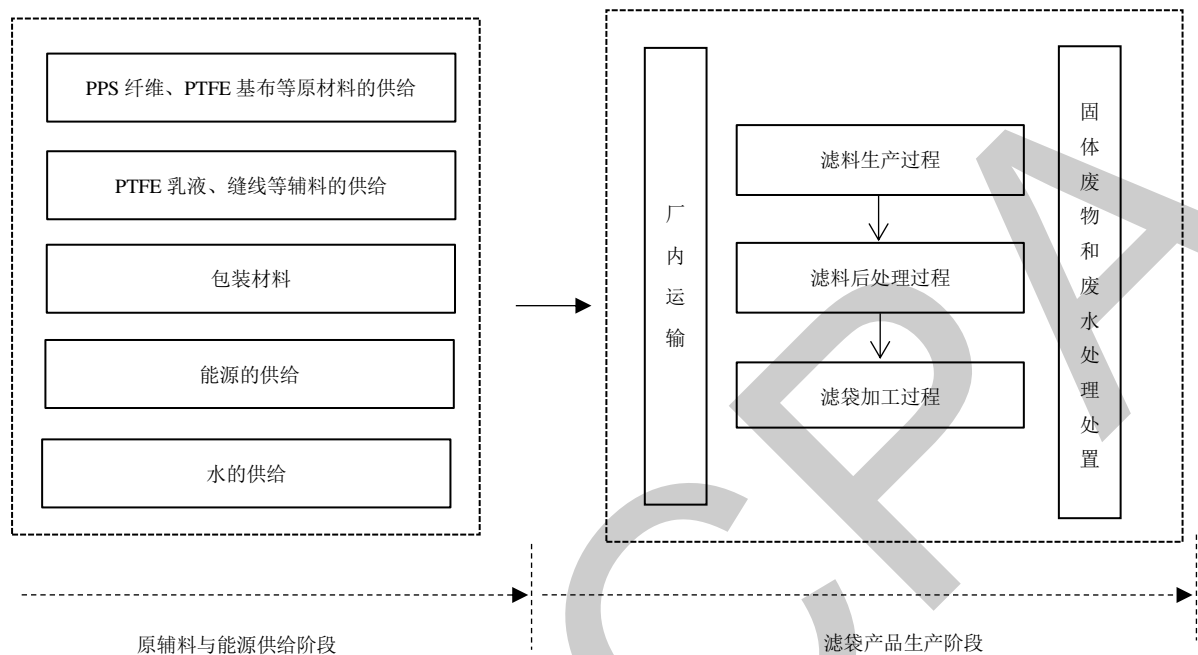 PPS 纤维、PTFE 基布等原材料的供给
PTFE 乳液、缝线等辅料的供给
包装材料
能源的供给
水的供给
厂内运输
滤料生产过程
滤料后处理过程
滤袋加工过程
固体废物和废水处理处置
原辅料与能源供给阶段
滤袋产品生产阶段
CPA